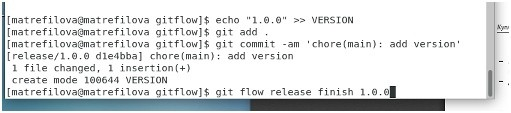 [matrefilova@matrefilova gitflow]$ echo "1.0.0" >> VERSION
[matrefilova@matrefilova gitflow]$ git add .
[matrefilova@matrefilova gitflow]$ git commit -am 'chore(main): add version'
[release/1.0.0 d1e4bba] chore(main): add version
 1 file changed, 1 insertion(+)
 create mode 100644 VERSION
[matrefilova@matrefilova gitflow]$ git flow release finish 1.0.0